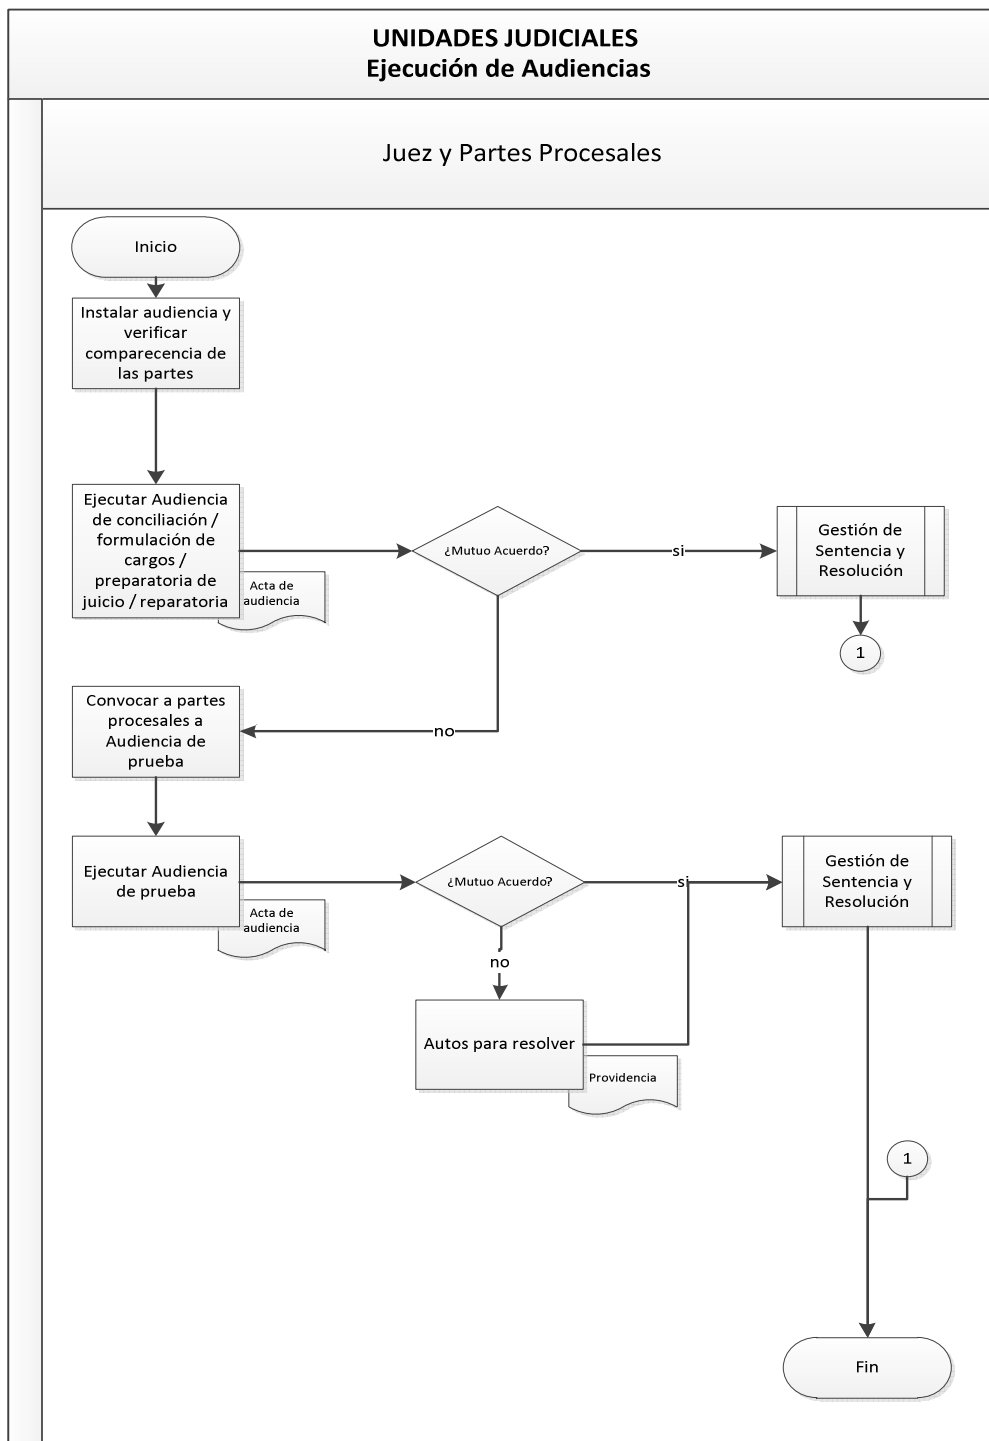 UNIDADES JUDICIALES
Ejecución de Audiencias
Juez y Partes Procesales
Inicio
Instalar audiencia y
verificar
comparecencia de
las partes
Ejecutar Audiencia
de conciliación /
formulación de
cargos /
preparatoria de
juicio / reparatoria
Acta de
audiencia
¿Mutuo Acuerdo?
si
Gestión de
Sentencia y
Resolución
1
no
Convocar a partes
procesales a
Audiencia de
prueba
Ejecutar Audiencia
de prueba
Acta de
audiencia
¿Mutuo Acuerdo?
si
Gestión de
Sentencia y
Resolución
no
Autos para resolver
Providencia
1
Fin